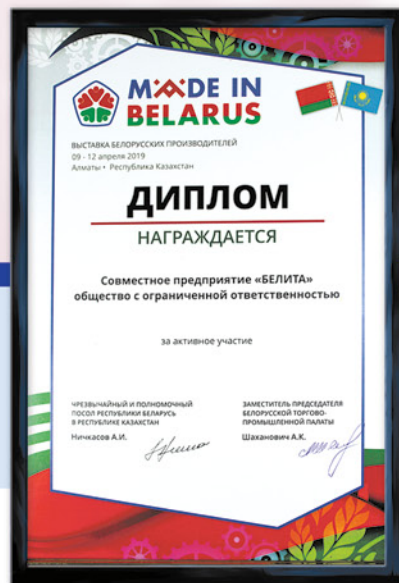 MADE IN
BELARUS
ВЫСТАВКА БЕЛОРУССКИХ ПРОИЗВОДИТЕЛЕЙ
09 - 12 апреля 2019
Алматы • Республика Казахстан
ДИПЛОМ
НАГРАЖДАЕТСЯ
Совместное предприятие «БЕЛИТА»
общество с ограниченной ответственностью
за активное участие
ЧРЕЗВЫЧАЙНЫЙ И ПОЛНОМОЧНЫЙ
ПОСОЛ РЕСПУБЛИКИ БЕЛАРУСЬ
В РЕСПУБЛИКЕ КАЗАХСТАН
Ничкасов А.И.
ЗАМЕСТИТЕЛЬ ПРЕДСЕДАТЕЛЯ
БЕЛОРУССКОЙ ТОРГОВО-
ПРОМЫШЛЕННОЙ ПАЛАТЫ
Шаханович А.К.